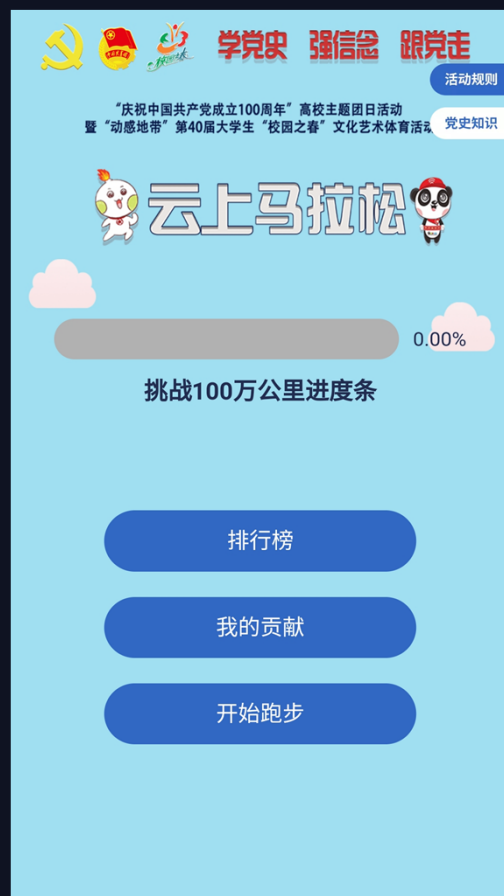 学党史 强信念 跟党走
活动规则
“庆祝中国共产党成立100周年”高校主题团日活动
暨“动感地带”第40届大学生“校园之春”文化艺术体育活动
党史知识
云上马拉松
0.00%
挑战100万公里进度条
排行榜
我的贡献
开始跑步